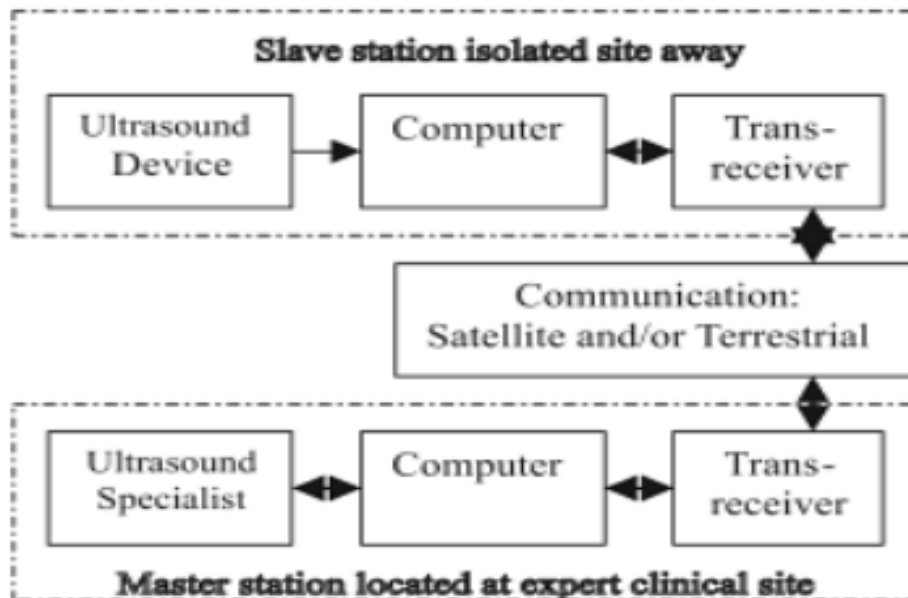 Slave station isolated site away
Ultrasound
Device
Computer
Trans-
receiver
Communication:
Satellite and/or Terrestrial
Ultrasound
Specialist
Computer
Trans-
receiver
Master station located at expert clinical site